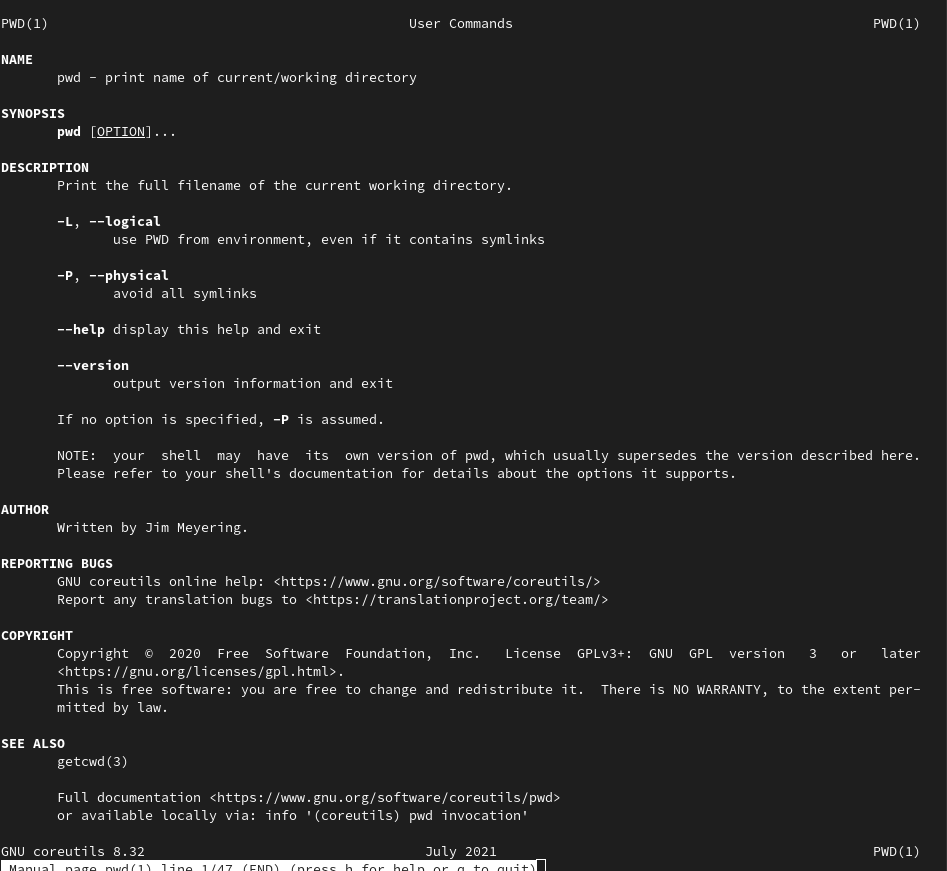 PWD(1) User Commands PWD(1)
NAME
pwd - print name of current/working directory
SYNOPSIS
pwd [OPTION]...
DESCRIPTION
Print the full filename of the current working directory.
-L, --logical
use PWD from environment, even if it contains symlinks
-P, --physical
avoid all symlinks
--help display this help and exit
--version
output version information and exit
If no option is specified, -P is assumed.
NOTE: your shell may have its own version of pwd, which usually supersedes the version described here.
Please refer to your shell's documentation for details about the options it supports.
AUTHOR
Written by Jim Meyering.
REPORTING BUGS
GNU coreutils online help: <https://www.gnu.org/software/coreutils/>
Report any translation bugs to <https://translationproject.org/team/>
COPYRIGHT
Copyright © 2020 Free Software Foundation, Inc. License GPLv3+: GNU GPL version 3 or later
<https://gnu.org/licenses/gpl.html>.
This is free software: you are free to change and redistribute it. There is NO WARRANTY, to the extent per-
mitted by law.
SEE ALSO
getcwd(3)
Full documentation <https://www.gnu.org/software/coreutils/pwd>
or available locally via: info '(coreutils) pwd invocation'
GNU coreutils 8.32 July 2021 PWD(1)
Manual page pwd(1) line 1/47 (END) (press h for help or q to quit)